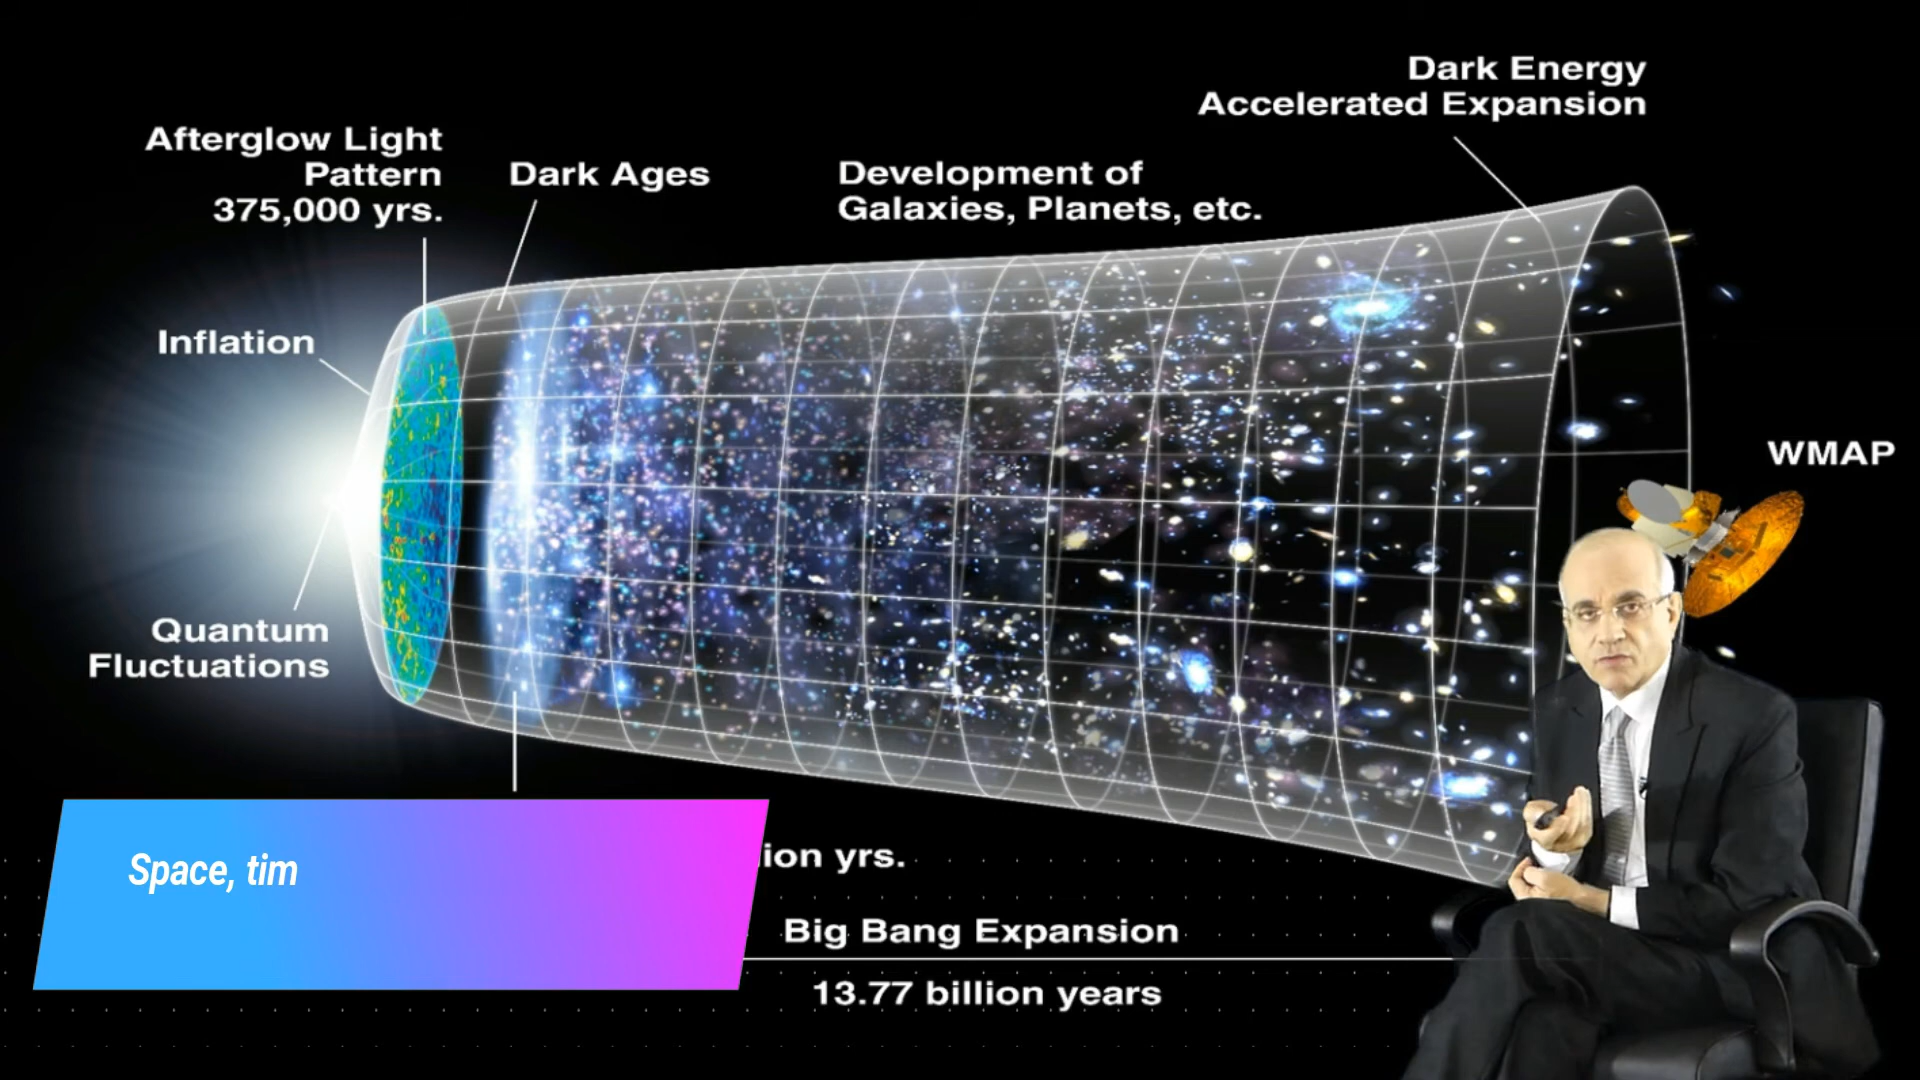 Dark Energy
Accelerated Expansion
Afterglow Light
Pattern
375,000 yrs.
Dark Ages
Development of
Galaxies, Planets, etc.
Inflation
WMAP
Quantum
Fluctuations
Space, tim
ion yrs.
Big Bang Expansion
13.77 billion years